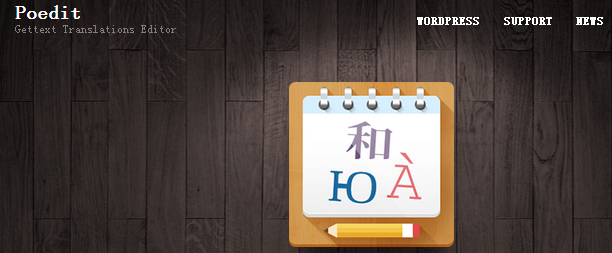 Poedit
Gettext Translations Editor
WORDPRESS SUPPORT NEWS
和
Ю À